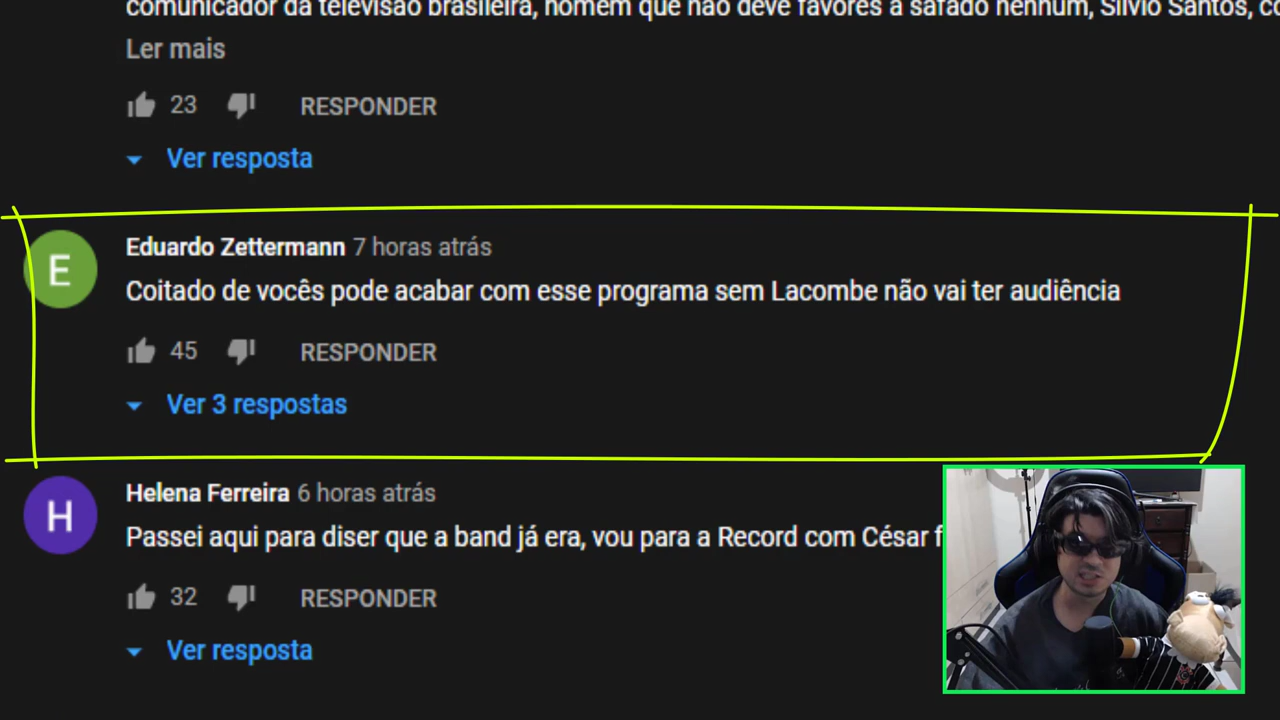 comunicador da televisão brasileira, homem que não deve favores a safado nenhum, Silvio Santos, co
Ler mais
23 RESPONDER
Ver resposta
E
Eduardo Zettermann 7 horas atrás
Coitado de vocês pode acabar com esse programa sem Lacombe não vai ter audiência
45 RESPONDER
Ver 3 respostas
H
Helena Ferreira 6 horas atrás
Passei aqui para diser que a band já era, vou para a Record com César f
32 RESPONDER
Ver resposta